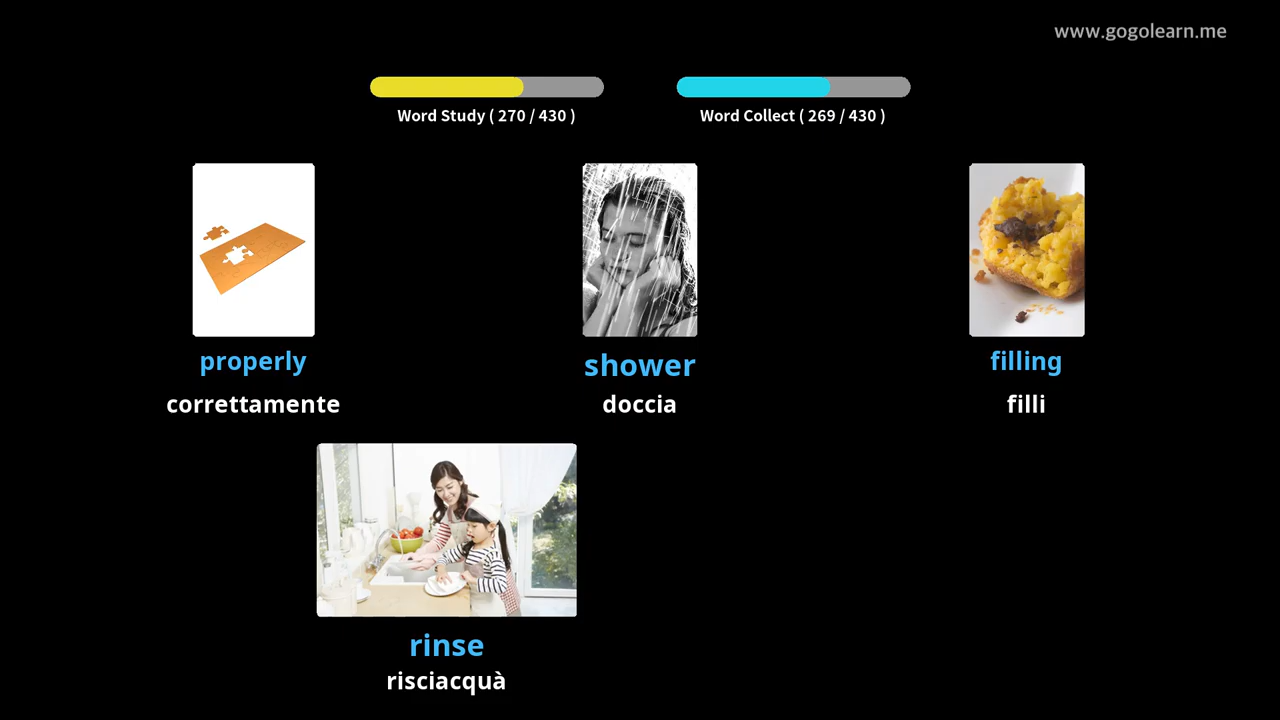 www.gogolearn.me
Word Study ( 270 / 430 )
Word Collect ( 269 / 430 )
properly
shower
filling
correttamente
doccia
filli
rinse
risciacquà